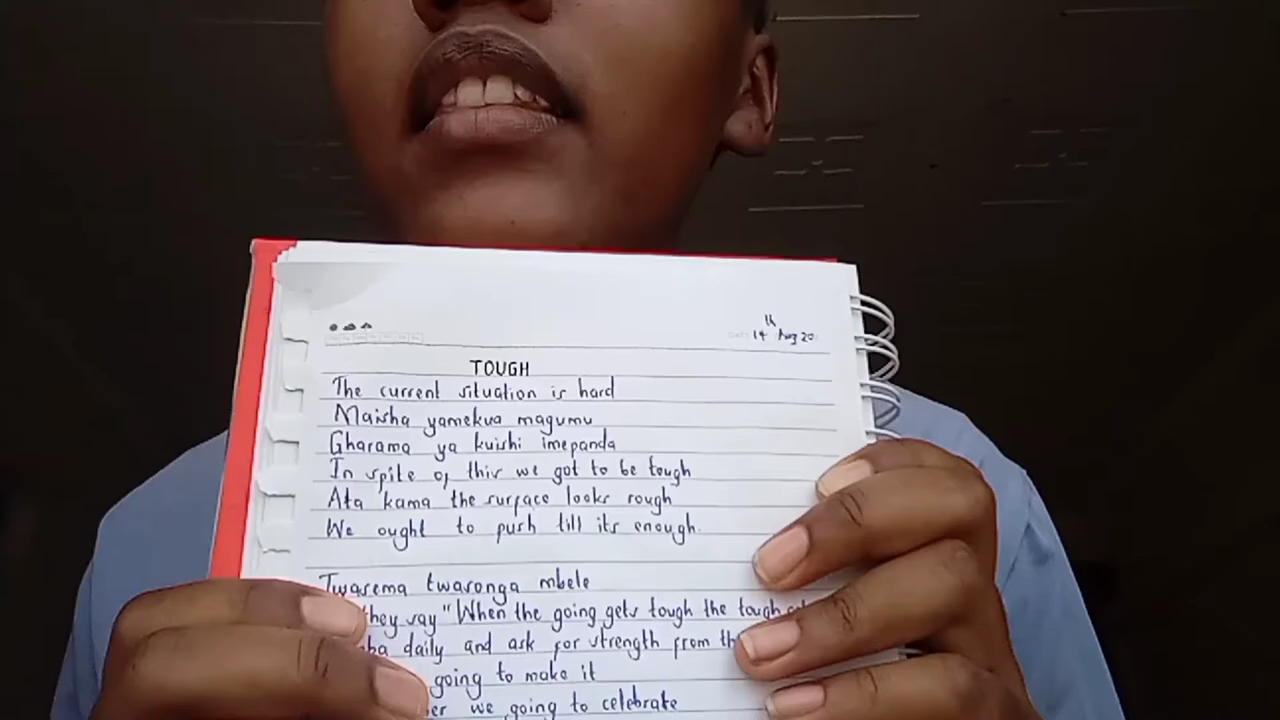 14th Aug 20
TOUGH
The current situation is hard
Maisha yamekua magumu
Gharama ya kuishi imepanda
In spite of this we got to be tough
Ata kama the surface looks rough
We ought to push till its enough.
Twasema twasonga mbele
they say "When the going gets tough the tough
daily and ask for strength from
going to make it
we going to celebrate